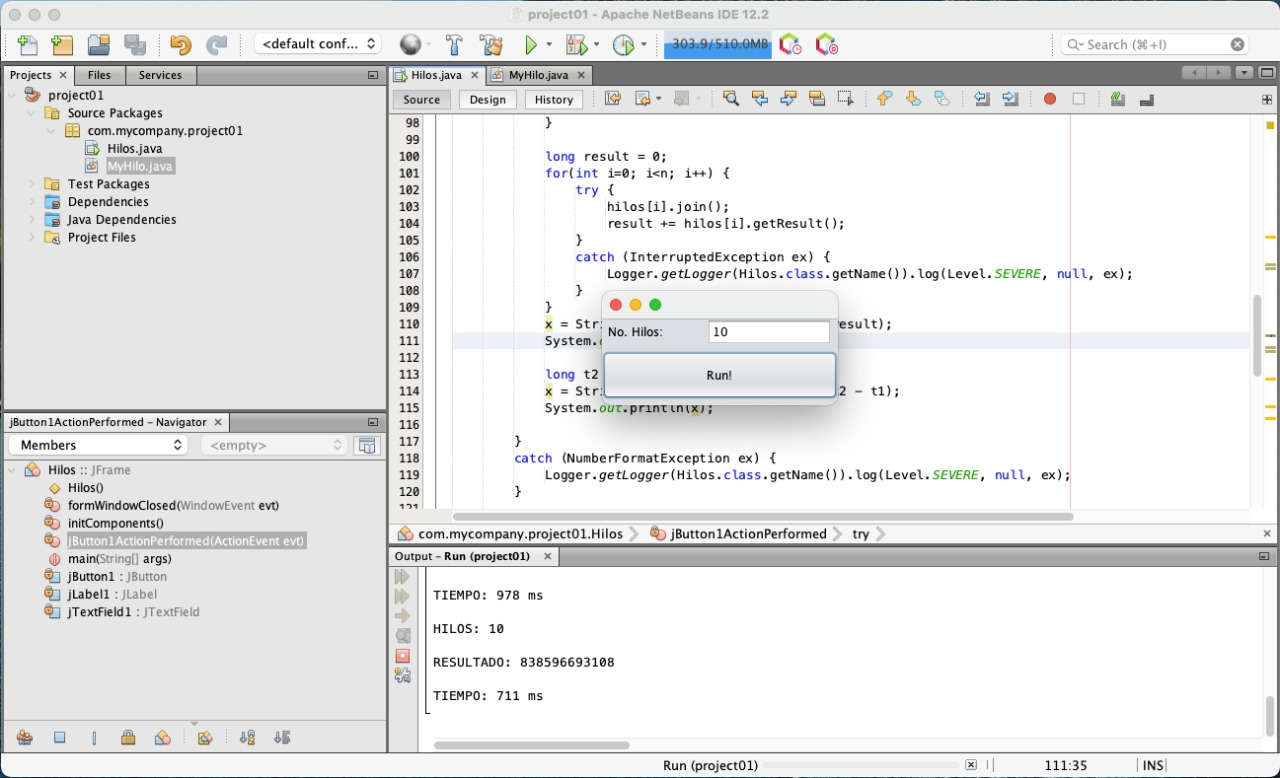 project01 - Apache NetBeans IDE 12.2
<default conf...
303.9/510.0MB
Search (⌘+I)
Projects
Files
Services
project01
Source Packages
com.mycompany.project01
Hilos.java
MyHilo.java
Test Packages
Dependencies
Java Dependencies
Project Files
jButton1ActionPerformed - Navigator
Members
<empty>
Hilos :: JFrame
Hilos()
formWindowClosed(WindowEvent evt)
initComponents()
jButton1ActionPerformed(ActionEvent evt)
main(String[] args)
jButton1 : JButton
jLabel1 : JLabel
jTextField1 : JTextField
Hilos.java
MyHilo.java
Source
Design
History
98 }
99
100 long result = 0;
101 for(int i=0; i<n; i++) {
102 try {
103 hilos[i].join();
104 result += hilos[i].getResult();
105 }
106 catch (InterruptedException ex) {
107 Logger.getLogger(Hilos.class.getName()).log(Level.SEVERE, null, ex);
108 }
109 }
110 x = Stri esult);
111 System.
112
113 long t2
114 x = Stri 2 - t1);
115 System.out.println(x);
116
117 }
118 catch (NumberFormatException ex) {
119 Logger.getLogger(Hilos.class.getName()).log(Level.SEVERE, null, ex);
120 }
121
No. Hilos:
10
Run!
com.mycompany.project01.Hilos
jButton1ActionPerformed
try
Output - Run (project01)
TIEMPO: 978 ms
HILOS: 10
RESULTADO: 838596693108
TIEMPO: 711 ms
Run (project01)
111:35
INS